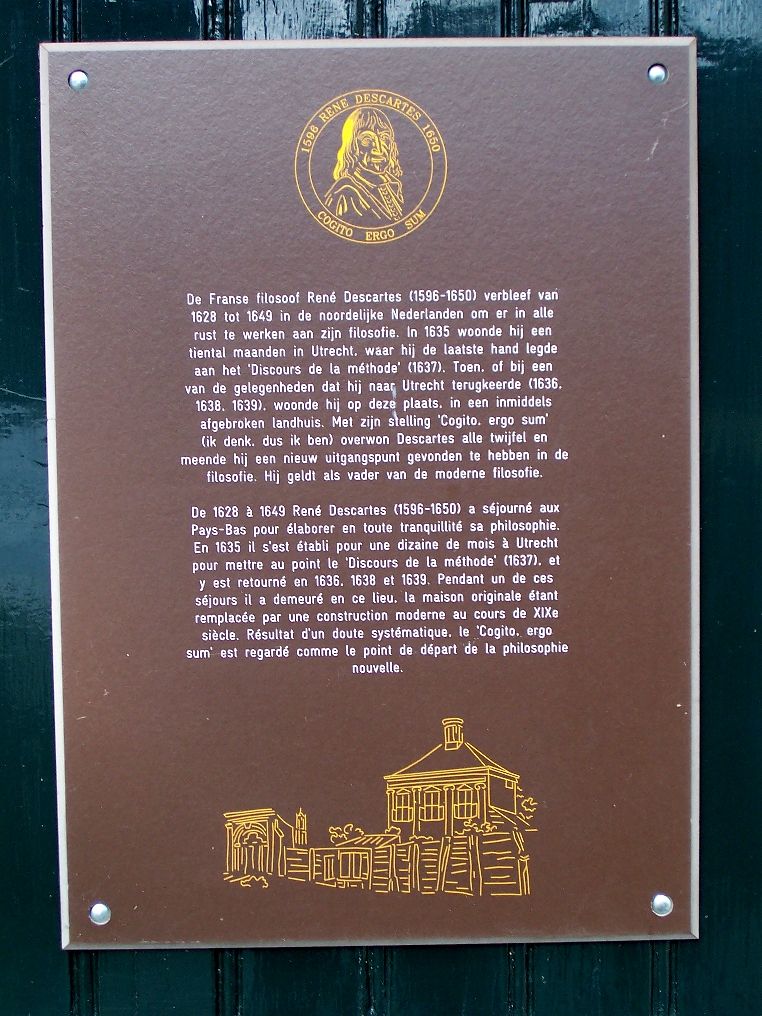 1596 RENE DESCARTES 1650
COGITO ERGO SUM
De Franse filosoof René Descartes (1596-1650) verbleef van
1628 tot 1649 in de noordelijke Nederlanden om er in alle
rust te werken aan zijn filosofie. In 1635 woonde hij een
tiental maanden in Utrecht, waar hij de laatste hand legde
aan het 'Discours de la méthode' (1637). Toen, of bij een
van de gelegenheden dat hij naar Utrecht terugkeerde (1636,
1638, 1639), woonde hij op deze plaats, in een inmiddels
afgebroken landhuis. Met zijn stelling 'Cogito, ergo sum'
(ik denk, dus ik ben) overwon Descartes alle twijfel en
meende hij een nieuw uitgangspunt gevonden te hebben in de
filosofie. Hij geldt als vader van de moderne filosofie.
De 1628 à 1649 René Descartes (1596-1650) a séjourné aux
Pays-Bas pour élaborer en toute tranquillité sa philosophie.
En 1635 il s'est établi pour une dizaine de mois à Utrecht
pour mettre au point le 'Discours de la méthode' (1637), et
y est retourné en 1636, 1638 et 1639. Pendant un de ces
séjours il a demeuré en ce lieu, la maison originale étant
remplacée par une construction moderne au cours de XIXe
siècle. Résultat d'un doute systématique, le 'Cogito, ergo
sum' est regardé comme le point de départ de la philosophie
nouvelle.